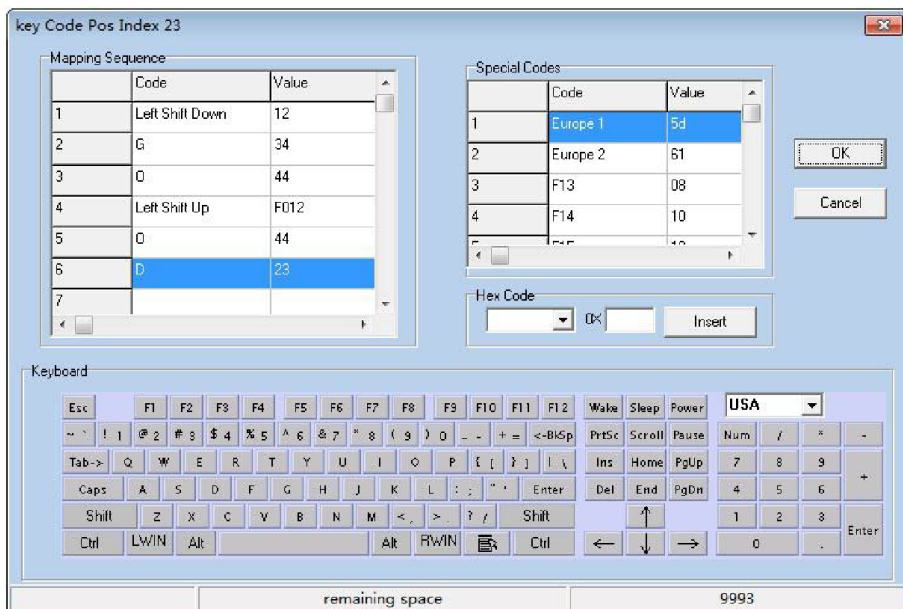 key Code Pos Index 23
Mapping Sequence
Code Value
1 Left Shift Down 12
2 G 34
3 O 44
4 Left Shift Up F012
5 O 44
6 D 23
7
Special Codes
Code Value
1 Europe 1 5d
2 Europe 2 61
3 F13 08
4 F14 10
OK
Cancel
Hex Code
0X Insert
Keyboard
Esc F1 F2 F3 F4 F5 F6 F7 F8 F9 F10 F11 F12 Wake Sleep Power USA
~ ` ! 1 @ 2 # 3 $ 4 % 5 ^ 6 & 7 * 8 ( 9 ) 0 _ - + = <-BkSp PrtSc Scroll Pause Num / * -
Tab-> Q W E R T Y U I O P { [ } ] | \ Ins Home PgUp 7 8 9 +
Caps A S D F G H J K L : ; " ' Enter Del End PgDn 4 5 6
Shift Z X C V B N M < , > . ? / Shift ↑ 1 2 3 Enter
Ctrl LWIN Alt Alt RWIN Ctrl ← ↓ → 0 .
remaining space 9993